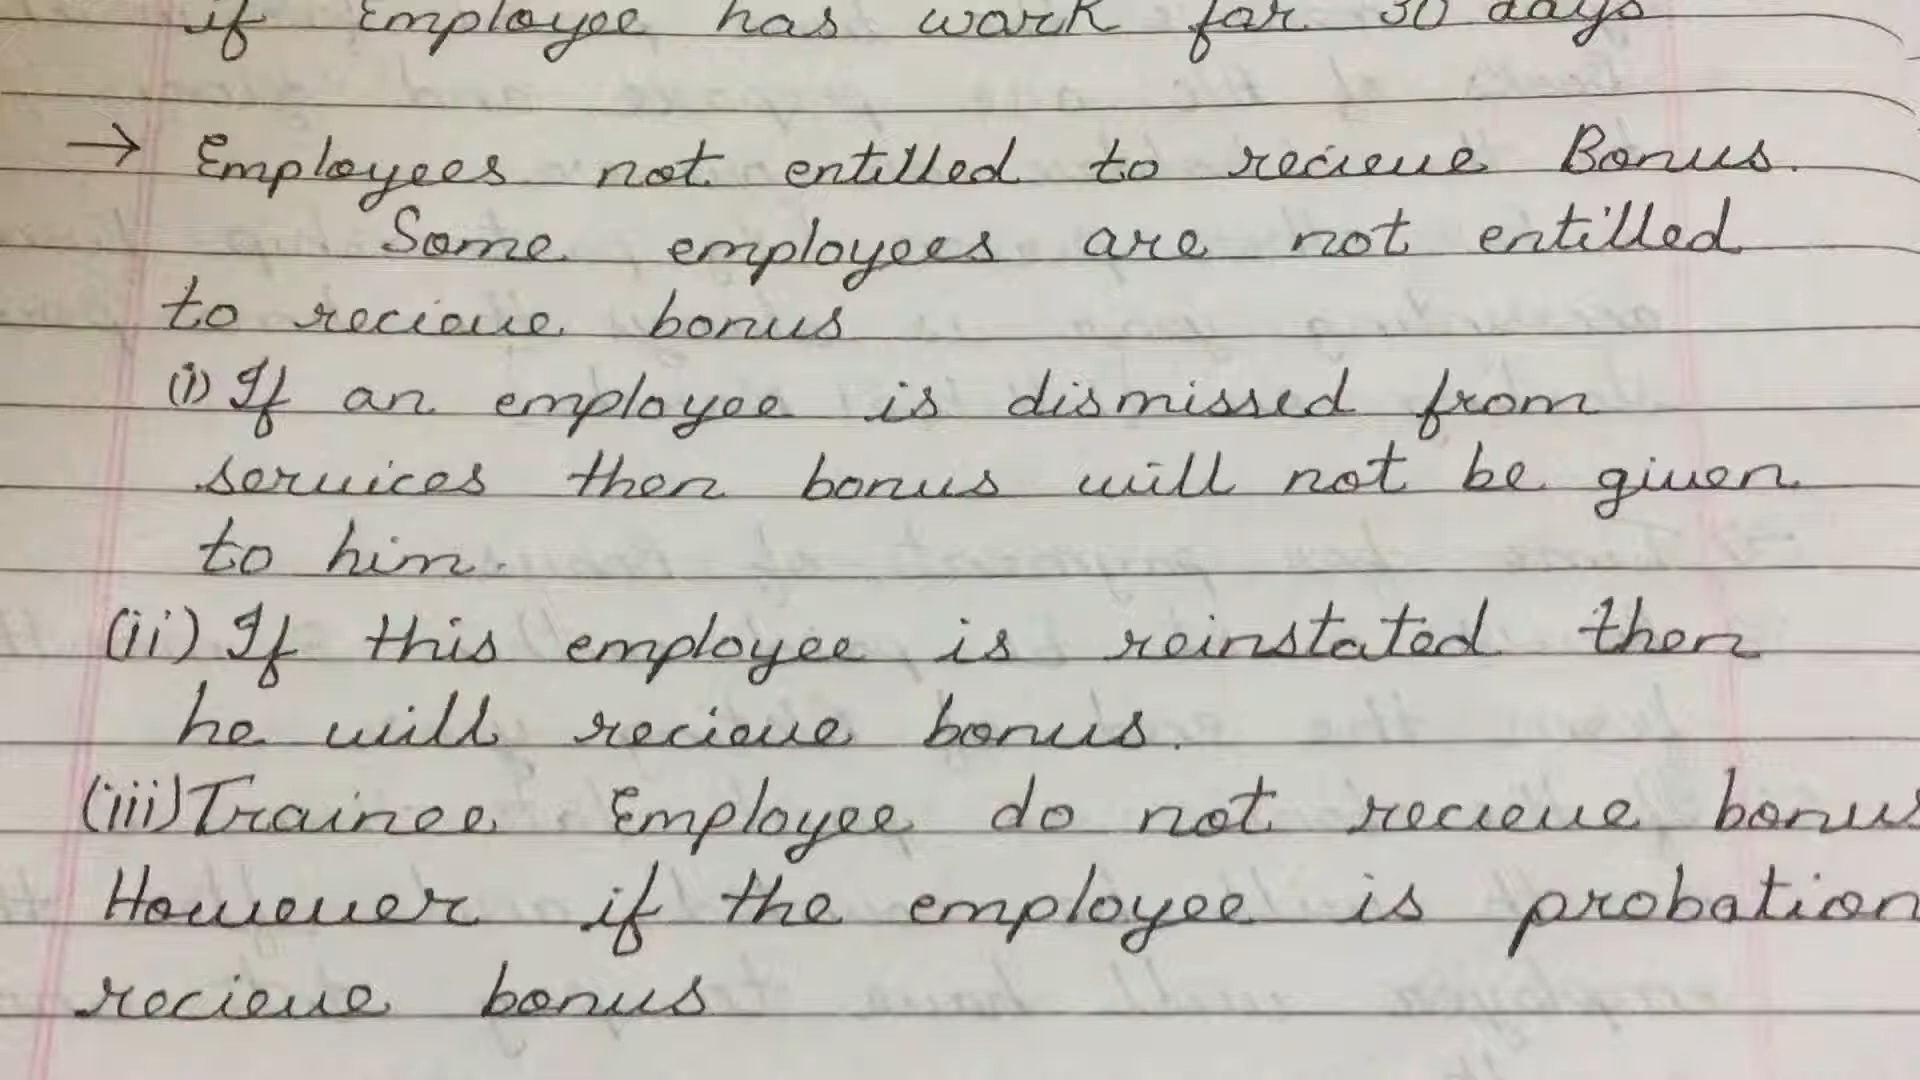 if Employee has work for 30 days
→ Employees not entilled to recieve Bonus.
Some employees are not entilled
to recieve bonus
(i) If an employee is dismissed from
services then bonus will not be given
to him.
(ii) If this employee is reinstated then
he will recieve bonus.
(iii) Trainee Employee do not recieve bonus
However if the employee is probation
recieve bonus